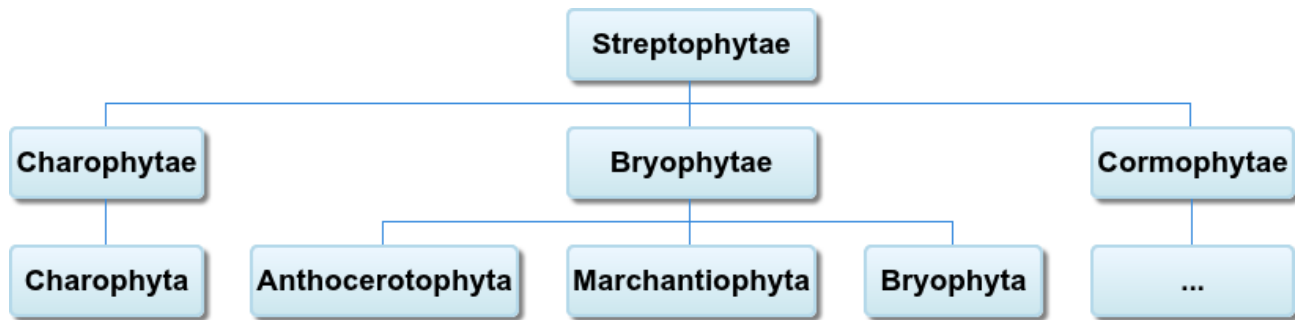 Streptophytae
Charophytae
Bryophytae
Cormophytae
Charophyta
Anthocerotophyta
Marchantiophyta
Bryophyta
...